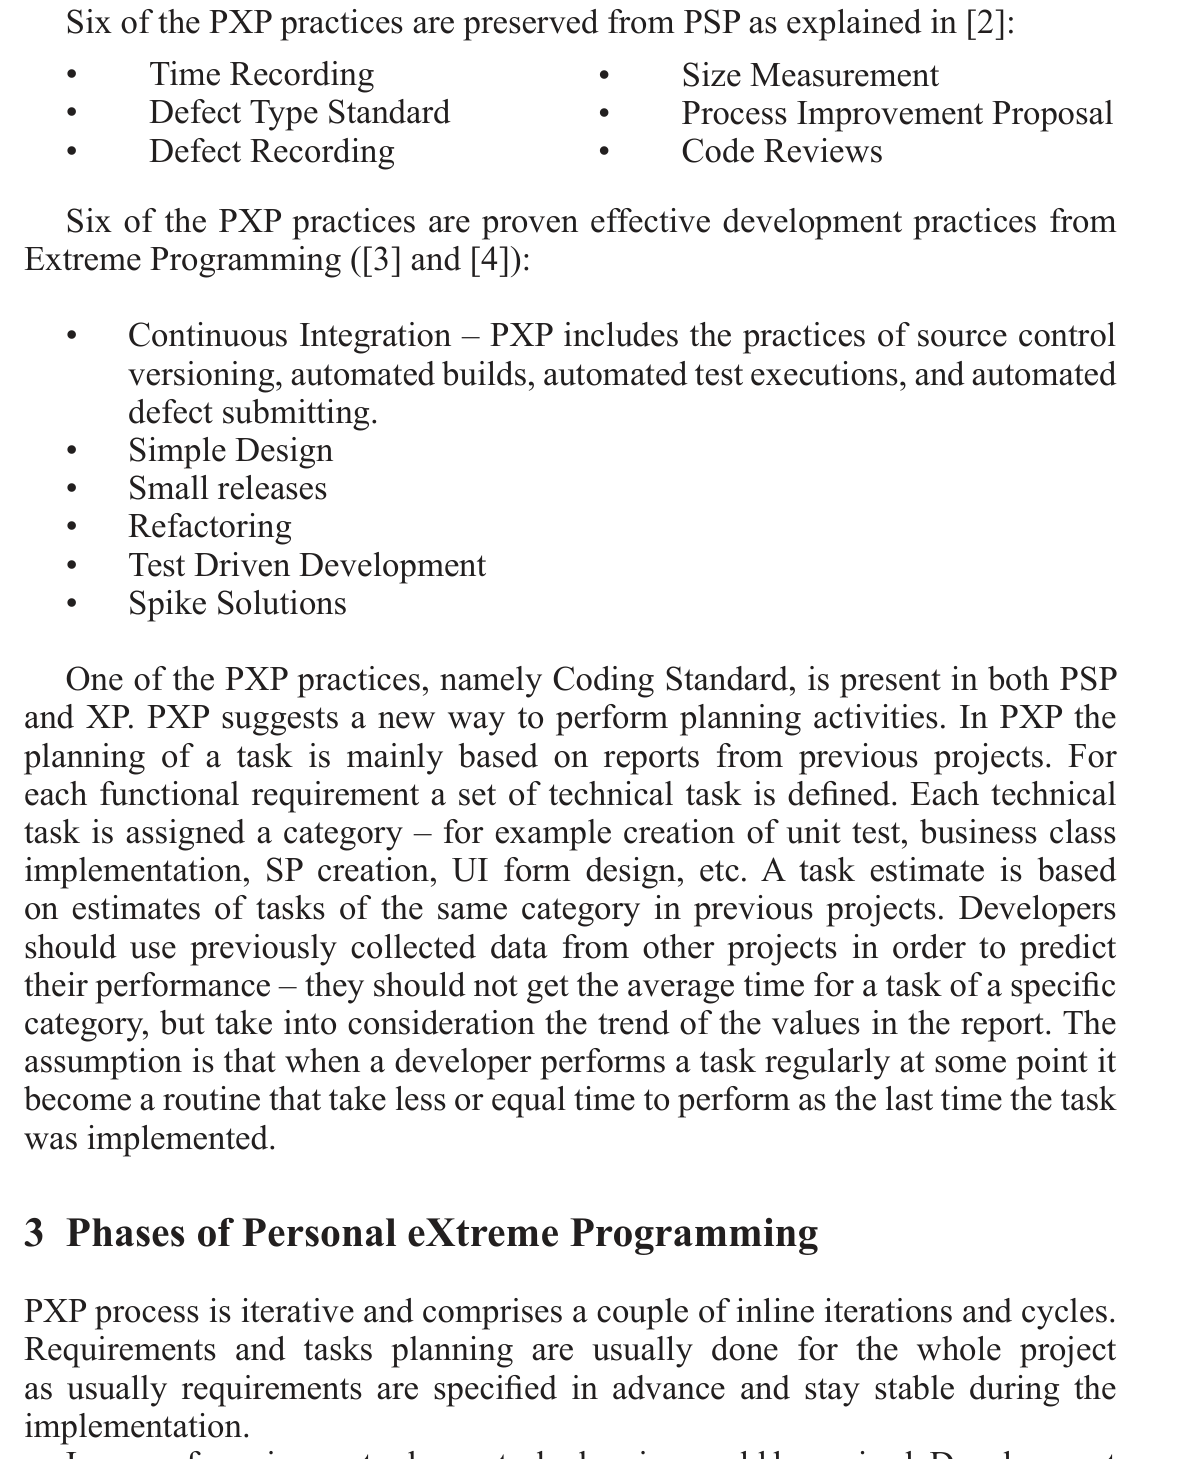 Six of the PXP practices are preserved from PSP as explained in [2]:
• Time Recording
• Defect Type Standard
• Defect Recording
• Size Measurement
• Process Improvement Proposal
• Code Reviews
Six of the PXP practices are proven effective development practices from
Extreme Programming ([3] and [4]):
• Continuous Integration – PXP includes the practices of source control
versioning, automated builds, automated test executions, and automated
defect submitting.
• Simple Design
• Small releases
• Refactoring
• Test Driven Development
• Spike Solutions
One of the PXP practices, namely Coding Standard, is present in both PSP
and XP. PXP suggests a new way to perform planning activities. In PXP the
planning of a task is mainly based on reports from previous projects. For
each functional requirement a set of technical task is defined. Each technical
task is assigned a category – for example creation of unit test, business class
implementation, SP creation, UI form design, etc. A task estimate is based
on estimates of tasks of the same category in previous projects. Developers
should use previously collected data from other projects in order to predict
their performance – they should not get the average time for a task of a specific
category, but take into consideration the trend of the values in the report. The
assumption is that when a developer performs a task regularly at some point it
become a routine that take less or equal time to perform as the last time the task
was implemented.
3 Phases of Personal eXtreme Programming
PXP process is iterative and comprises a couple of inline iterations and cycles.
Requirements and tasks planning are usually done for the whole project
as usually requirements are specified in advance and stay stable during the
implementation.